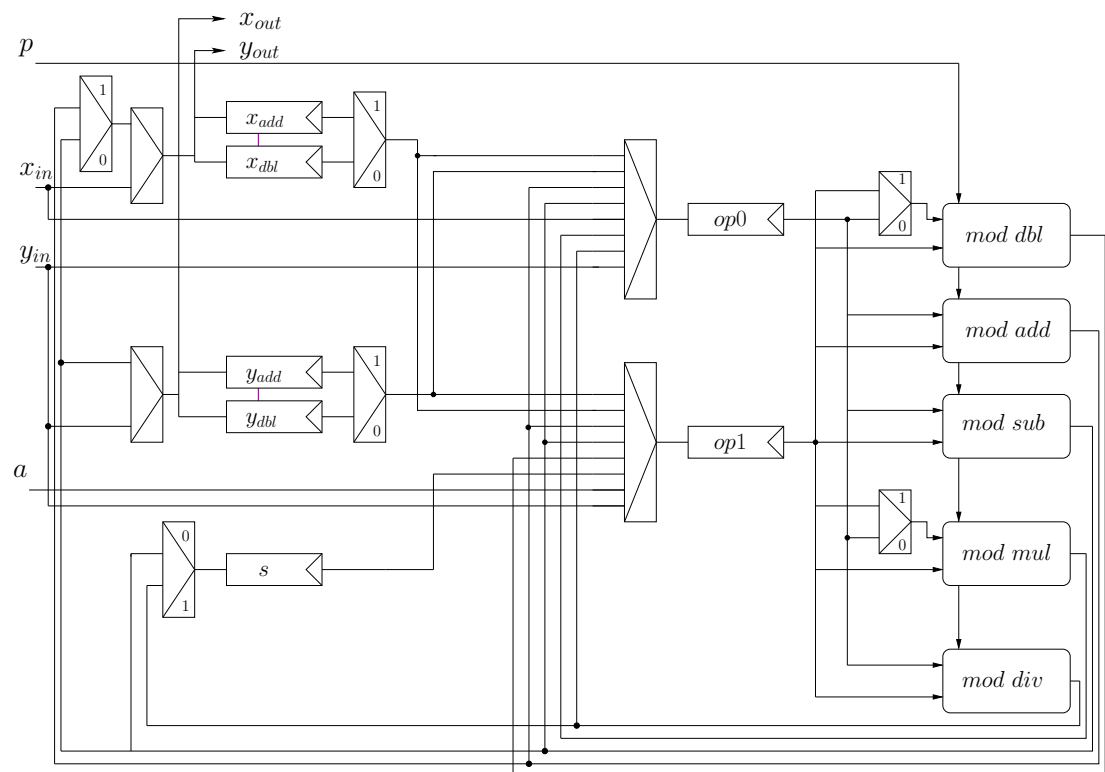 x_out
p
y_out
1
0
x_in
x_add
x_dbl
1
0
op0
1
0
mod dbl
y_in
mod add
y_add
y_dbl
1
0
mod sub
op1
a
1
0
mod mul
0
1
s
mod div